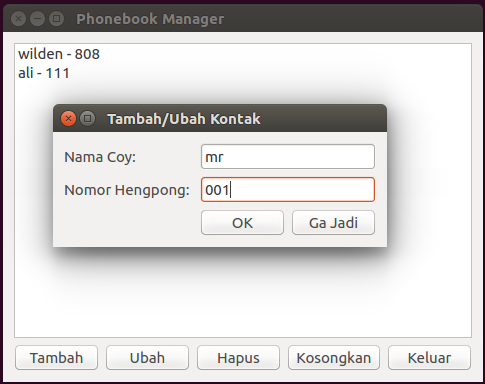 Phonebook Manager
wilden - 808
ali - 111
Tambah/Ubah Kontak
Nama Coy: mr
Nomor Hengpong: 001
OK Ga Jadi
Tambah Ubah Hapus Kosongkan Keluar